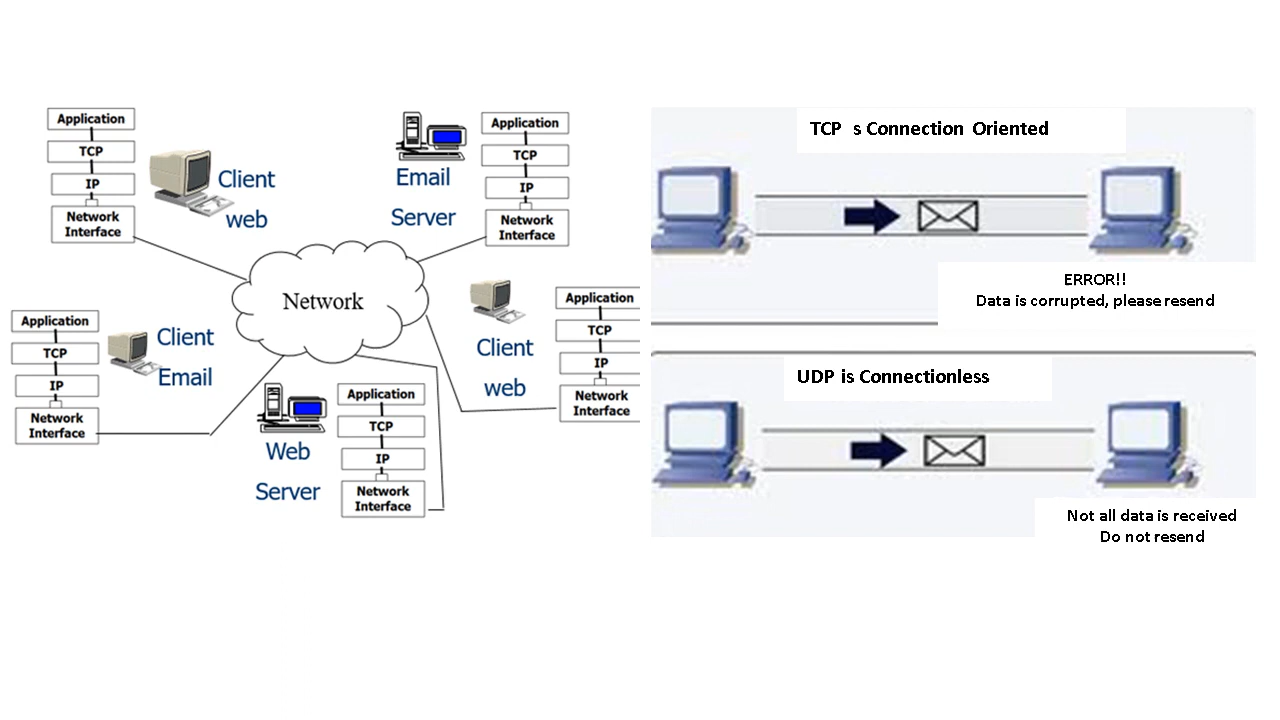 Application
TCP
IP
Network
Interface
Client
web
Email
Server
Application
TCP
IP
Network
Interface
Network
Application
TCP
IP
Network
Interface
Client
Email
Client
web
Application
TCP
IP
Network
Interface
Web
Server
Application
TCP
IP
Network
Interface
TCP s Connection Oriented
ERROR!!
Data is corrupted, please resend
UDP is Connectionless
Not all data is received
Do not resend